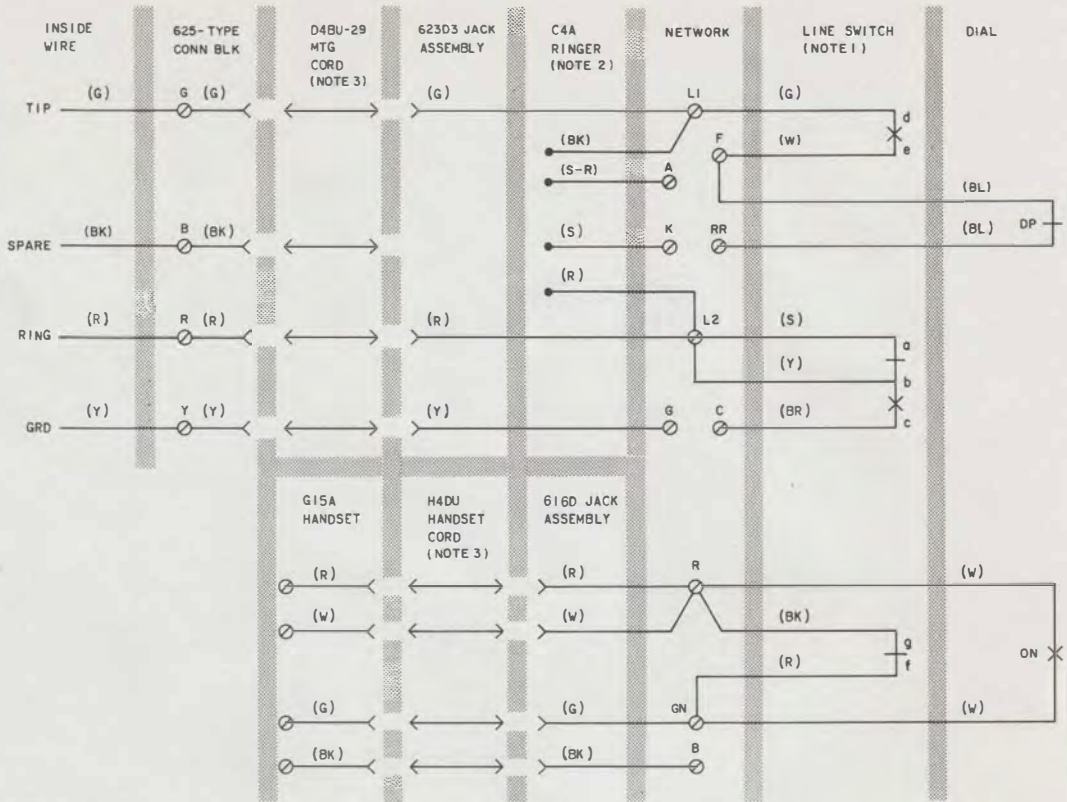 INSIDE WIRE
625-TYPE CONN BLK
D4BU-29 MTG CORD (NOTE 3)
623D3 JACK ASSEMBLY
C4A RINGER (NOTE 2)
NETWORK
LINE SWITCH (NOTE 1)
DIAL
TIP (G) G (G) (G) L1 (G) d
(BK) F (W) e
(S-R) A
(BL)
SPARE (BK) B (BK) (S) K RR (BL) DP
(R)
RING (R) R (R) (R) L2 (S) a
(Y) b
GRD (Y) Y (Y) (Y) G C (BR) c
G15A HANDSET
H4DU HANDSET CORD (NOTE 3)
616D JACK ASSEMBLY
(R) (R) R (W)
(W) (W) (BK) g
(R) f ON
(G) (G) GN (W)
(BK) (BK) B